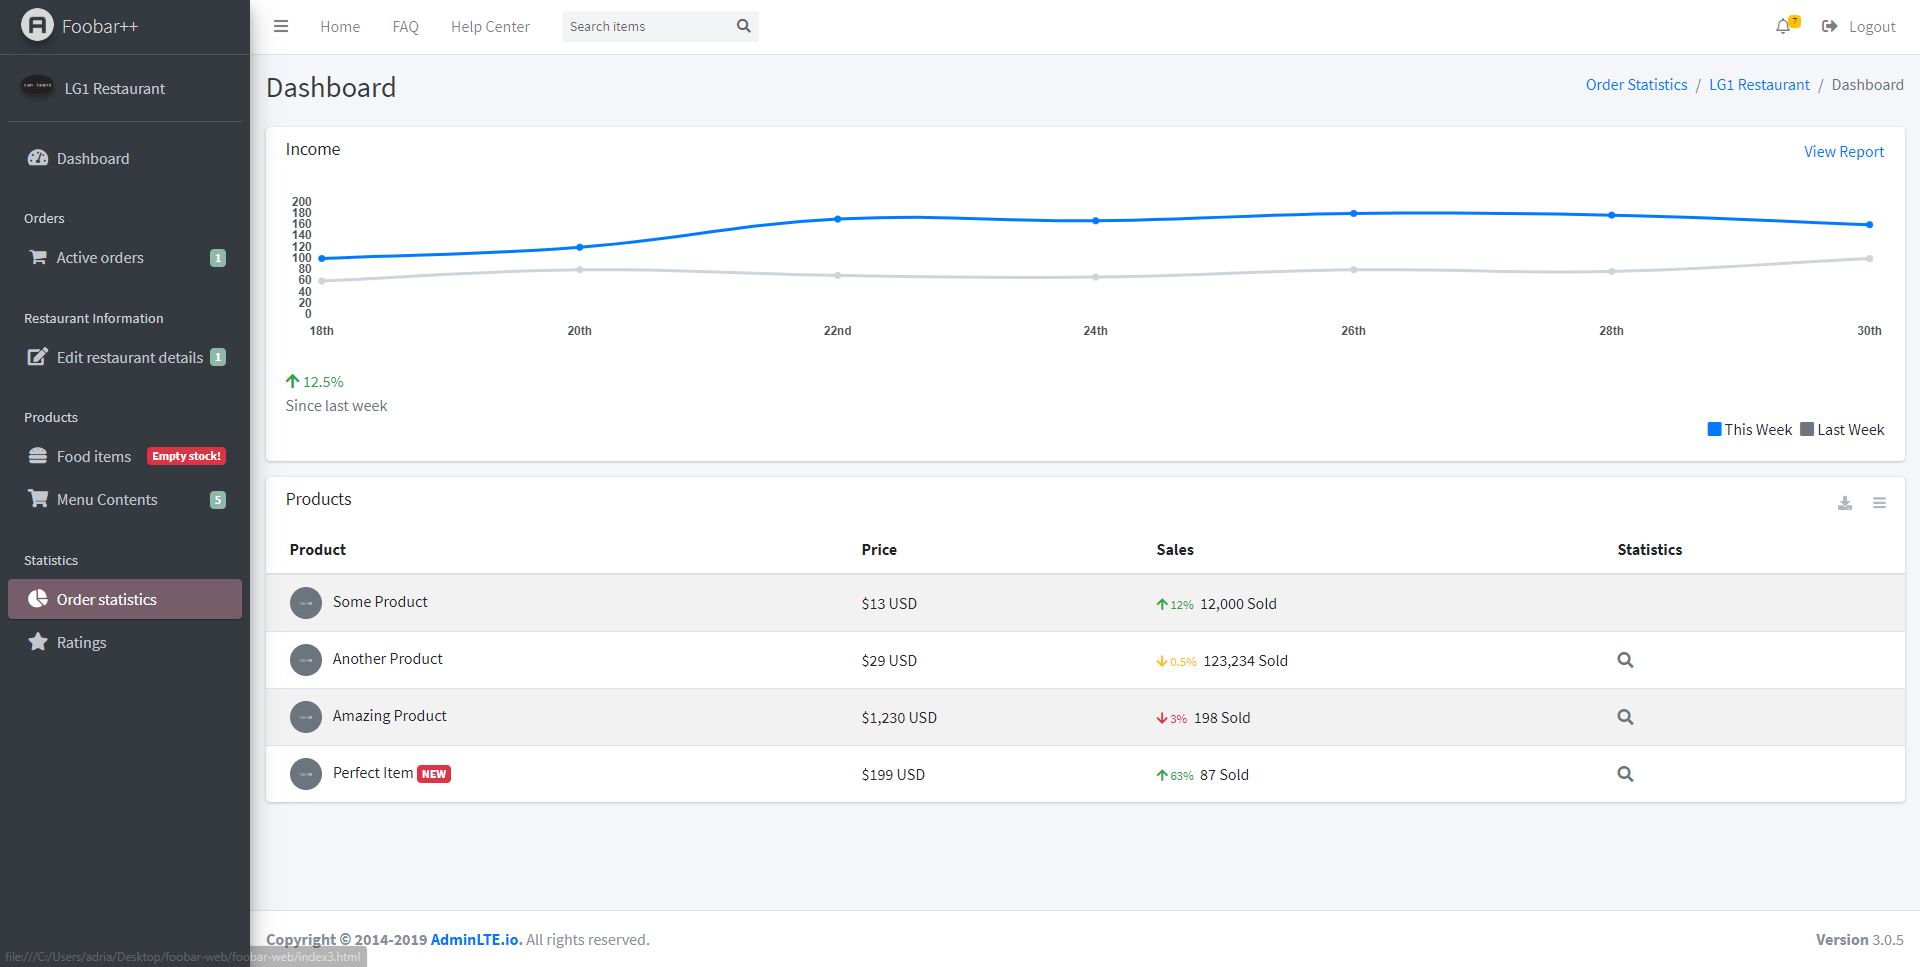 Foobar++
Home FAQ Help Center Search items 7 Logout
LG1 Restaurant
Dashboard
Orders
Active orders 1
Restaurant Information
Edit restaurant details 1
Products
Food items Empty stock!
Menu Contents 5
Statistics
Order statistics
Ratings
Dashboard
Order Statistics / LG1 Restaurant / Dashboard
Income
View Report
200
180
160
140
120
100
80
60
40
20
0
18th 20th 22nd 24th 26th 28th 30th
12.5%
Since last week
This Week Last Week
Products
Product Price Sales Statistics
Some Product $13 USD 12% 12,000 Sold
Another Product $29 USD 0.5% 123,234 Sold
Amazing Product $1,230 USD 3% 198 Sold
Perfect Item NEW $199 USD 63% 87 Sold
Copyright © 2014-2019 AdminLTE.io. All rights reserved.
Version 3.0.5
file:///C:/Users/adria/Desktop/foobar-web/foobar-web/index3.html